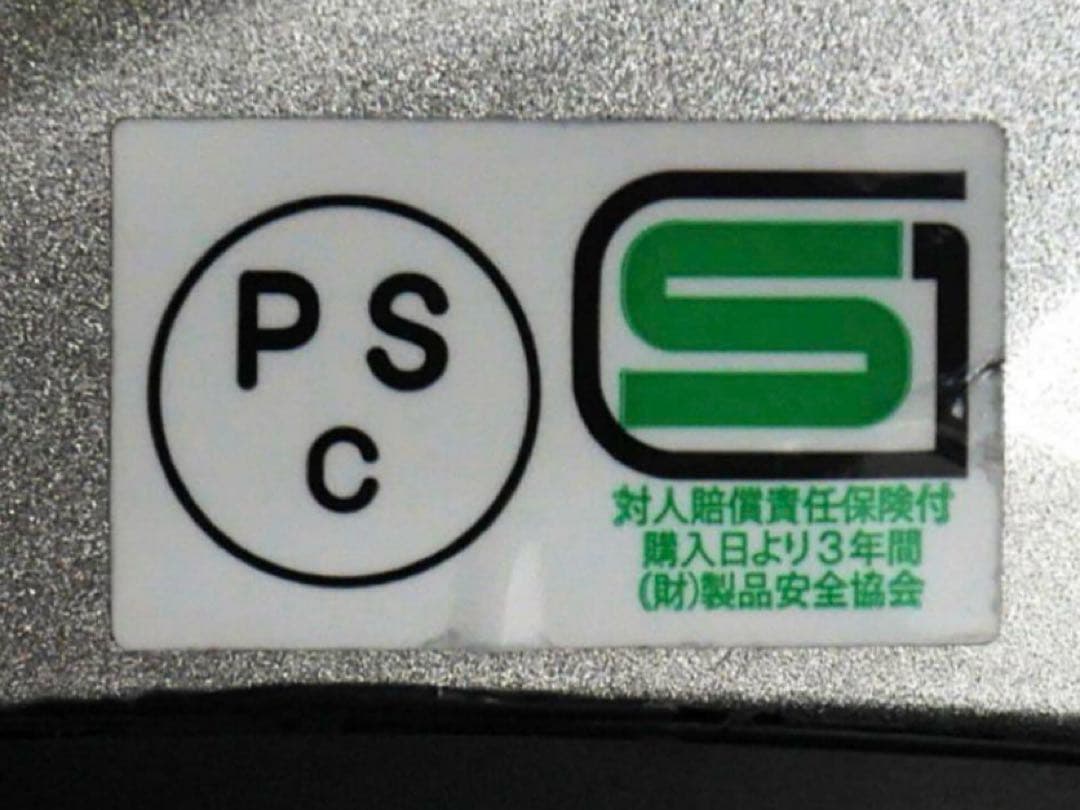 PS
C
SG
対人賠償責任保険付
購入日より3年間
(財)製品安全協会